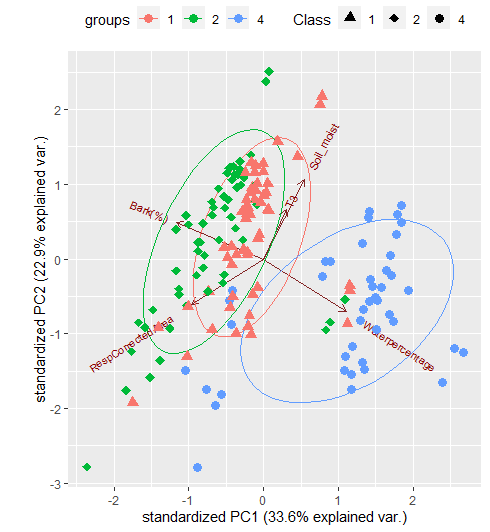 groups 1 2 4 Class 1 2 4
standardized PC2 (22.9% explained var.)
2
1
0
-1
-2
-3
Soil_moist
Bark(%)
RespCorrectedarea
Waterpercentage
-2 -1 0 1 2
standardized PC1 (33.6% explained var.)